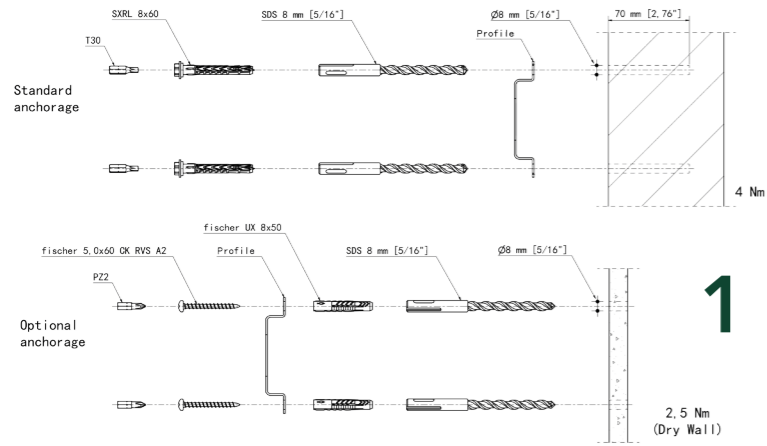 SXRL 8x60
SDS 8 mm [5/16"]
Ø8 mm [5/16"]
70 mm [2,76"]
T30
Profile
Standard
anchorage
4 Nm
fischer UX 8x50
fischer 5,0x60 GK RVS A2
Profile
SDS 8 mm [5/16"]
Ø8 mm [5/16"]
PZ2
1
Optional
anchorage
2,5 Nm
(Dry Wall)